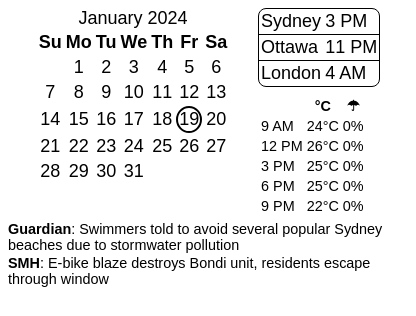 January 2024
Su Mo Tu We Th Fr Sa
1 2 3 4 5 6
7 8 9 10 11 12 13
14 15 16 17 18 19 20
21 22 23 24 25 26 27
28 29 30 31
Sydney 3 PM
Ottawa 11 PM
London 4 AM
°C ☂
9 AM 24°C 0%
12 PM 26°C 0%
3 PM 25°C 0%
6 PM 25°C 0%
9 PM 22°C 0%
Guardian: Swimmers told to avoid several popular Sydney
beaches due to stormwater pollution
SMH: E-bike blaze destroys Bondi unit, residents escape
through window